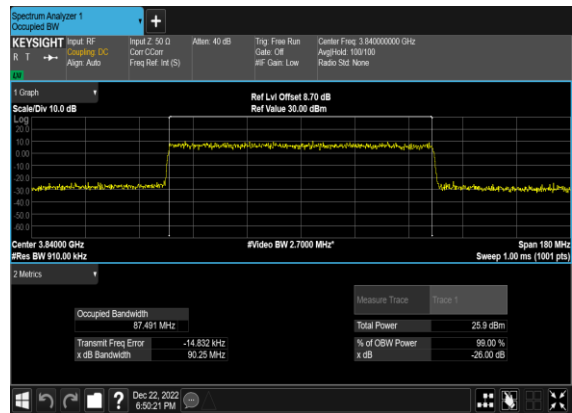 Spectrum Analyzer 1
Occupied BW
KEYSIGHT Input: RF Input Z: 50 Ω Atten: 40 dB Trig: Free Run Center Freq: 3.840000000 GHz
R T Coupling: DC Corr CCorr Gate: Off Avg|Hold: 100/100
Align: Auto Freq Ref: Int (S) #IF Gain: Low Radio Std: None
1 Graph
Ref Lvl Offset 8.70 dB
Scale/Div 10.0 dB Ref Value 30.00 dBm
Log
20.0
10.0
0.00
-10.0
-20.0
-30.0
-40.0
-50.0
-60.0
Center 3.84000 GHz #Video BW 2.7000 MHz* Span 180 MHz
#Res BW 910.00 kHz Sweep 1.00 ms (1001 pts)
2 Metrics
Measure Trace Trace 1
Occupied Bandwidth
87.491 MHz Total Power 25.9 dBm
Transmit Freq Error -14.832 kHz % of OBW Power 99.00 %
x dB Bandwidth 90.25 MHz x dB -26.00 dB
?
Dec 22, 2022
6:50:21 PM